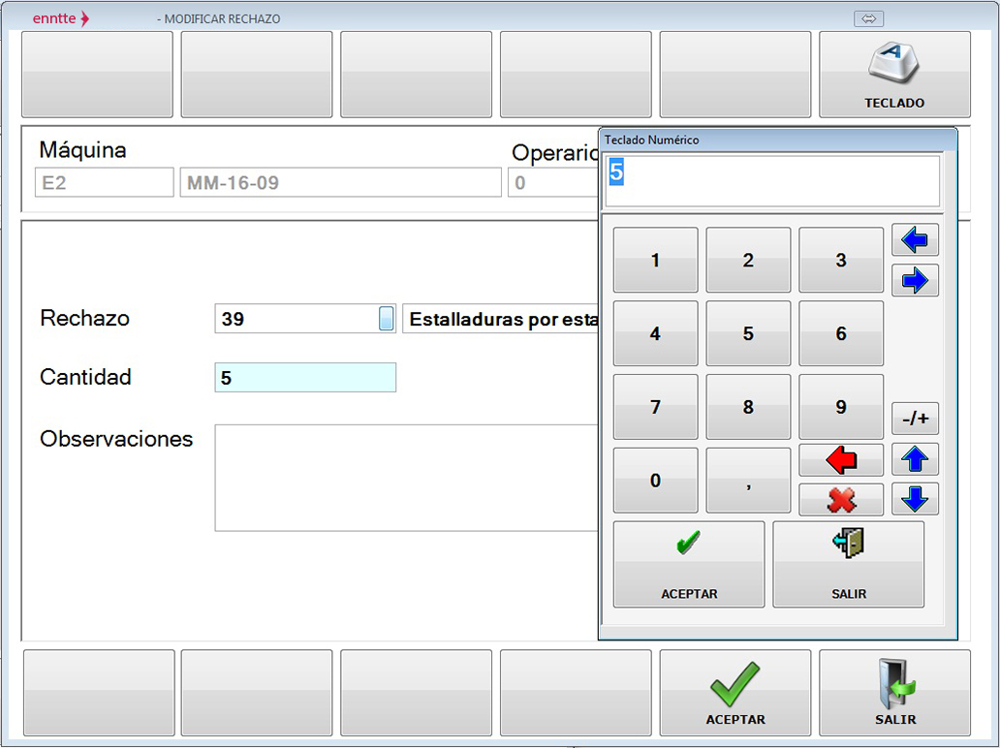 enntte - MODIFICAR RECHAZO
TECLADO
Máquina
E2 MM-16-09
Operario
0
Rechazo 39 Estalladuras por esta
Cantidad 5
Observaciones
Teclado Numérico
5
1 2 3
4 5 6
7 8 9
-/+
0 ,
ACEPTAR SALIR
ACEPTAR SALIR